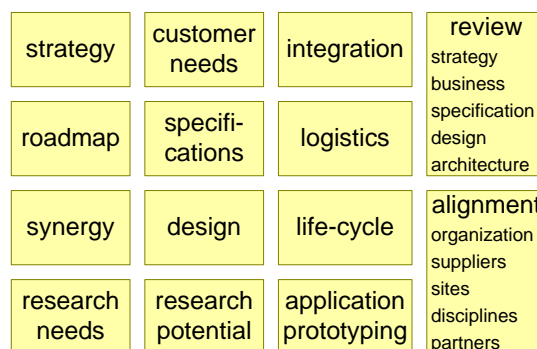 strategy
customer
needs
integration
roadmap
specifi-
cations
logistics
synergy
design
life-cycle
research
needs
research
potential
application
prototyping
review
strategy
business
specification
design
architecture
alignment
organization
suppliers
sites
disciplines
partners